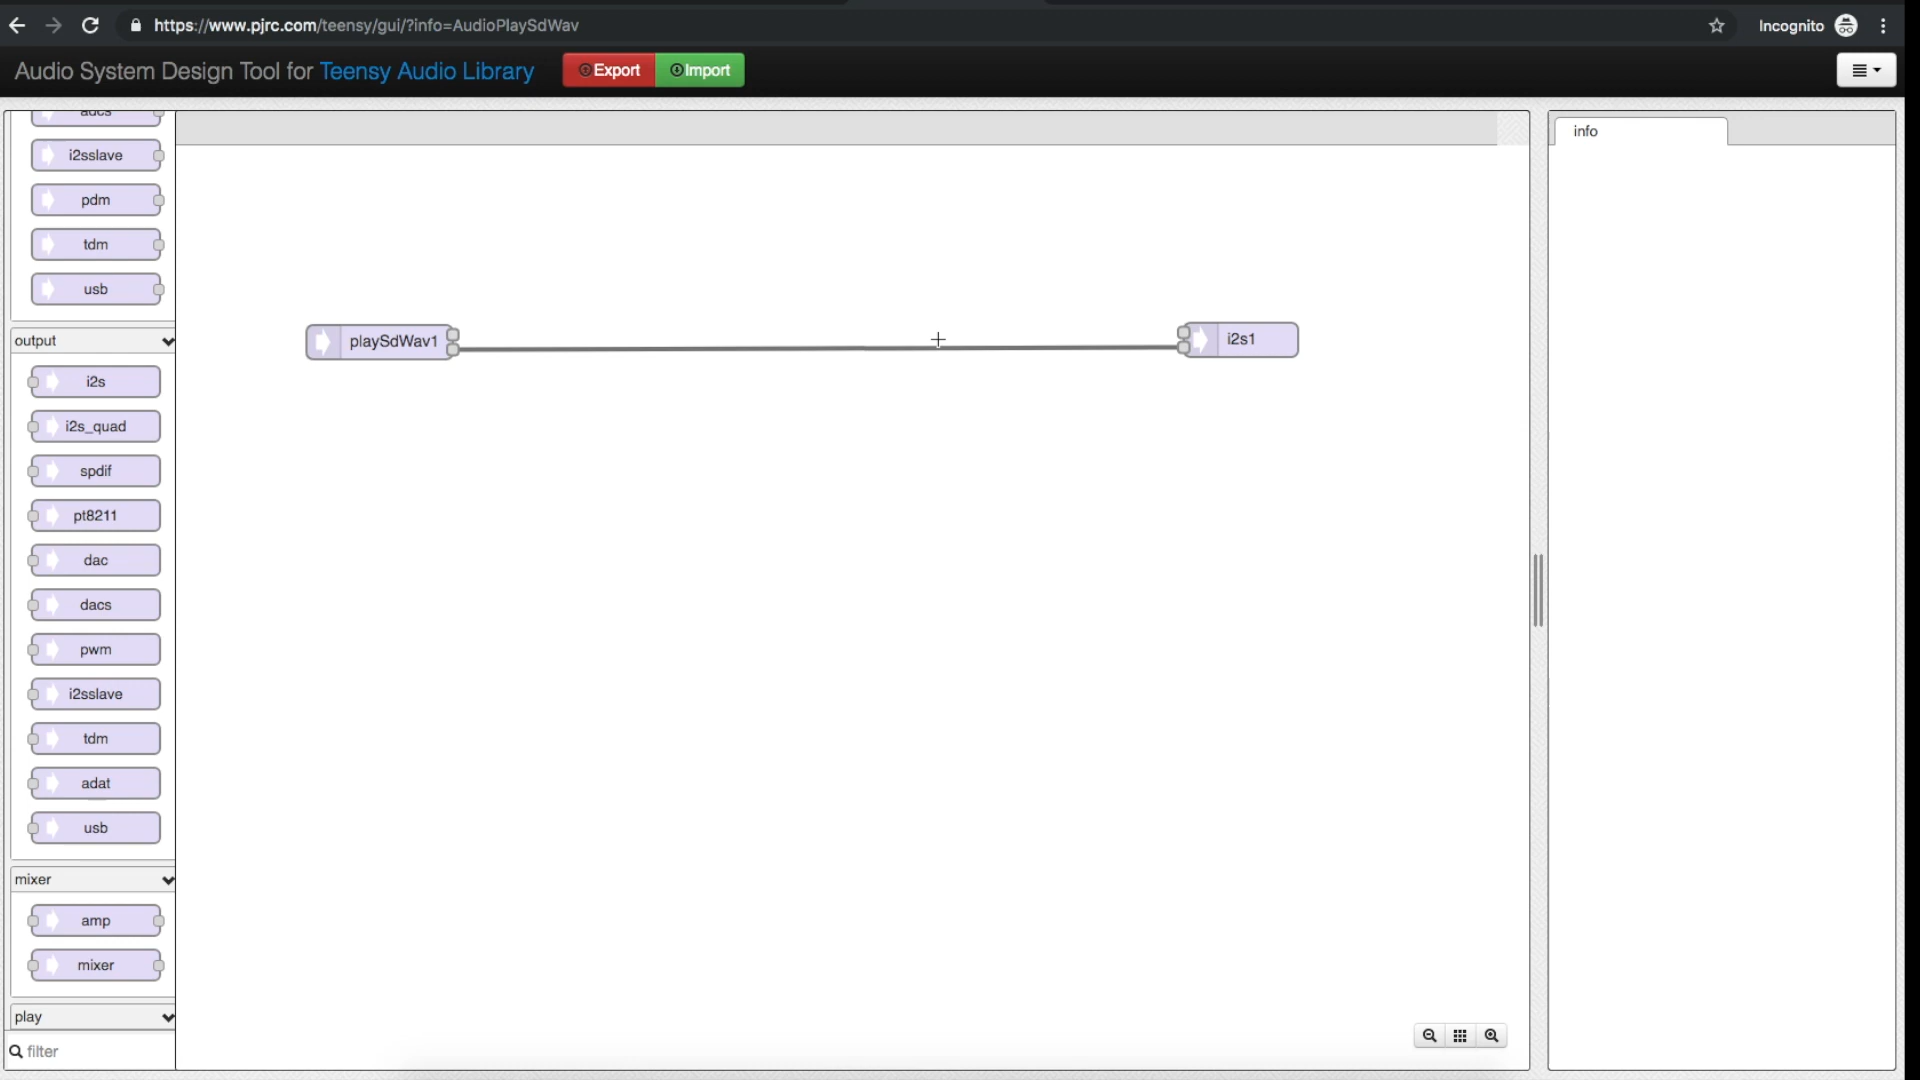 https://www.pjrc.com/teensy/gui/?info=AudioPlaySdWav
Incognito
Audio System Design Tool for Teensy Audio Library
Export
Import
adcs
i2sslave
pdm
tdm
usb
output
i2s
i2s_quad
spdif
pt8211
dac
dacs
pwm
i2sslave
tdm
adat
usb
mixer
amp
mixer
play
filter
playSdWav1
i2s1
info